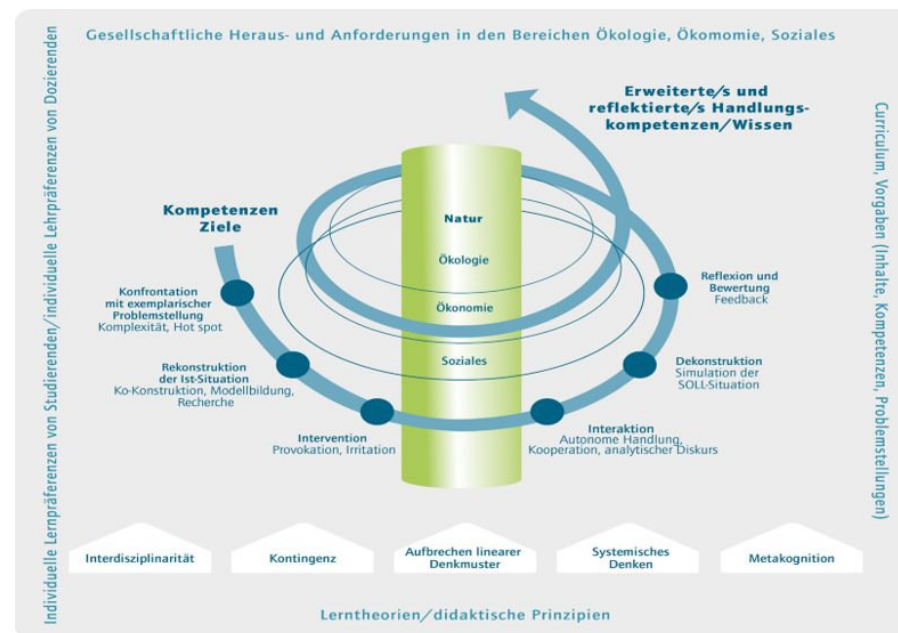 Gesellschaftliche Heraus- und Anforderungen in den Bereichen Ökologie, Ökomomie, Soziales
Individuelle Lernpräferenzen von Studierenden/individuelle Lehrpräferenzen von Dozierenden
Erweiterte/s und
reflektierte/s Handlungs-
kompetenzen/Wissen
Kompetenzen
Ziele
Natur
Ökologie
Ökonomie
Soziales
Konfrontation
mit exemplarischer
Problemstellung
Komplexität, Hot spot
Rekonstruktion
der Ist-Situation
Ko-Konstruktion, Modellbildung,
Recherche
Intervention
Provokation, Irritation
Interaktion
Autonome Handlung,
Kooperation, analytischer Diskurs
Dekonstruktion
Simulation der
SOLL-Situation
Reflexion und
Bewertung
Feedback
Curriculum, Vorgaben (Inhalte, Kompetenzen, Problemstellungen)
Interdisziplinarität
Kontingenz
Aufbrechen linearer
Denkmuster
Systemisches
Denken
Metakognition
Lerntheorien/didaktische Prinzipien